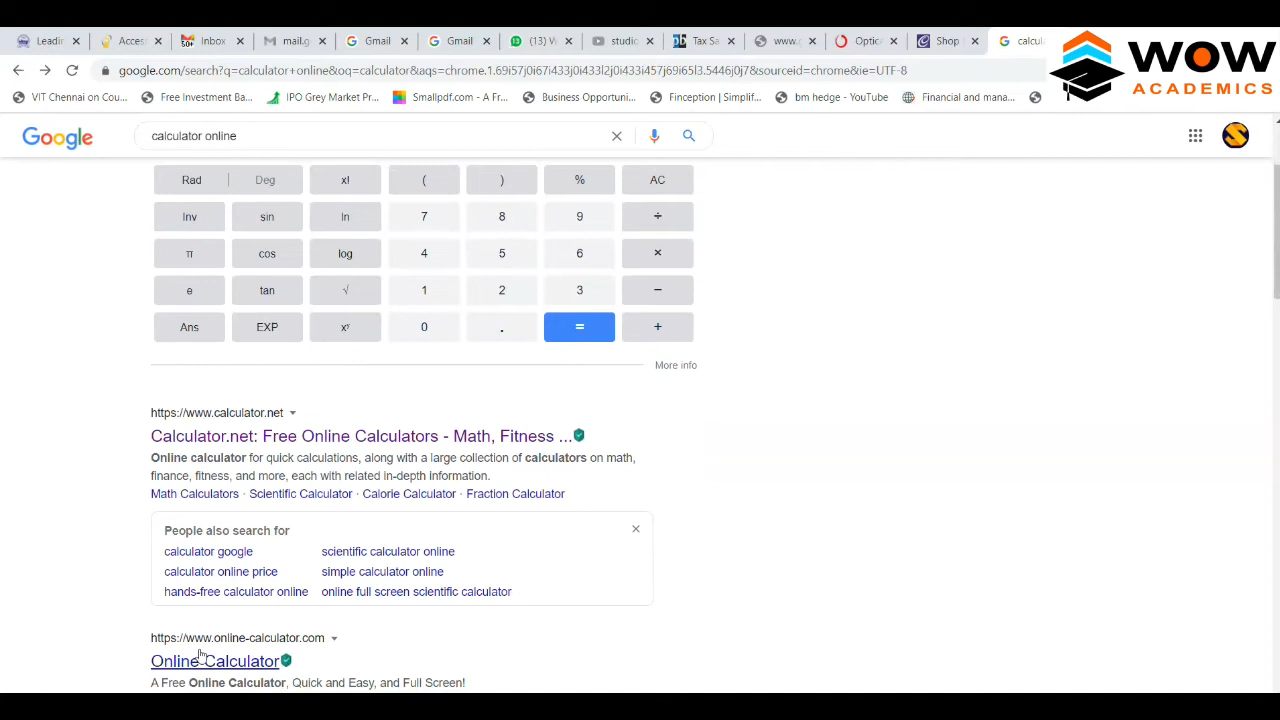 Leadin
Access
Inbox
50+
mail.g
Gmail
Gmail
(13) W
13
studio
Tax Sa
www.c
OptiCA
Shop
calcul
google.com/search?q=calculator+online&oq=calculator&aqs=chrome.1.69i57j0i67i433j0i433l2j0i433i457j69i65l3.5446j0j7&sourceid=chrome&ie=UTF-8
WOW
ACADEMICS
VIT Chennai on Cou...
Free Investment Ba...
IPO Grey Market Pr...
Smallpdf.com - A Fr...
Business Opportuni...
Finception | Simplif...
bm hedge - YouTube
Financial and mana...
Google
calculator online
Rad
Deg
x!
(
)
%
AC
Inv
sin
ln
7
8
9
÷
π
cos
log
4
5
6
×
e
tan
√
1
2
3
−
Ans
EXP
xʸ
0
.
=
+
More info
https://www.calculator.net
Calculator.net: Free Online Calculators - Math, Fitness ...
Online calculator for quick calculations, along with a large collection of calculators on math,
finance, fitness, and more, each with related in-depth information.
Math Calculators · Scientific Calculator · Calorie Calculator · Fraction Calculator
People also search for
calculator google
scientific calculator online
calculator online price
simple calculator online
hands-free calculator online
online full screen scientific calculator
https://www.online-calculator.com
Online Calculator
A Free Online Calculator, Quick and Easy, and Full Screen!